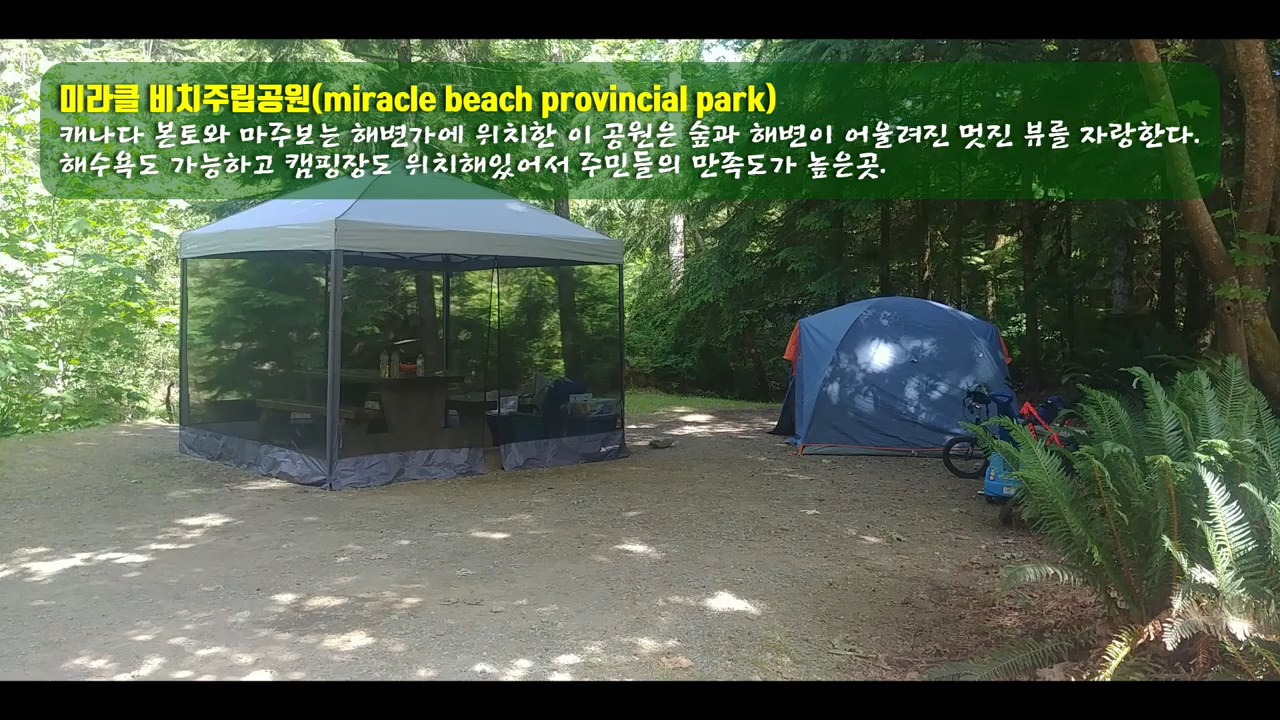 미라클 비치주립공원(miracle beach provincial park)
캐나다 본토와 마주보는 해변가에 위치한 이 공원은 숲과 해변이 어울려진 멋진 뷰를 자랑한다.
해수욕도 가능하고 캠핑장도 위치해있어서 주민들의 만족도가 높은곳.